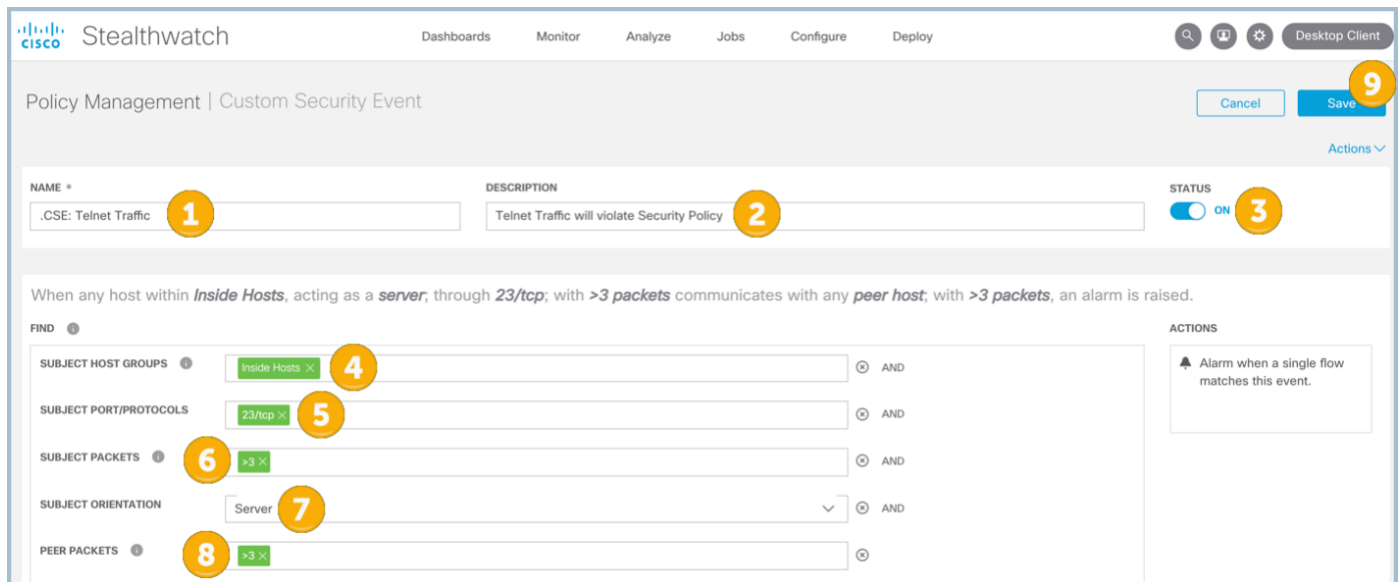 cisco Stealthwatch Dashboards Monitor Analyze Jobs Configure Deploy Desktop Client
9
Policy Management | Custom Security Event Cancel Save
Actions
NAME * DESCRIPTION STATUS
.CSE: Telnet Traffic 1 Telnet Traffic will violate Security Policy 2 ON 3
When any host within Inside Hosts, acting as a server; through 23/tcp; with >3 packets communicates with any peer host; with >3 packets, an alarm is raised.
FIND i ACTIONS
SUBJECT HOST GROUPS i Inside Hosts × 4 AND Alarm when a single flow
matches this event.
SUBJECT PORT/PROTOCOLS 23/tcp × 5 AND
SUBJECT PACKETS i 6 >3 × AND
SUBJECT ORIENTATION Server 7 AND
PEER PACKETS i 8 >3 ×